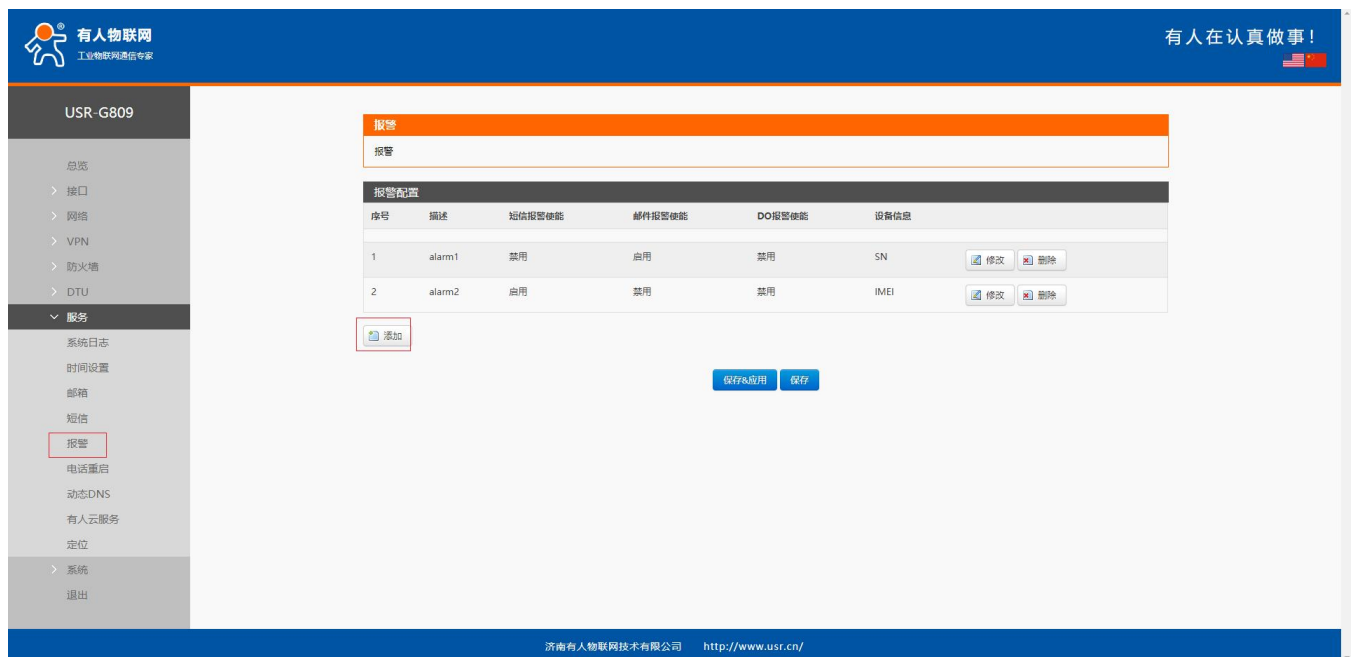 有人物联网
工业物联网通信专家
有人在认真做事!
USR-G809
总览
接口
网络
VPN
防火墙
DTU
服务
系统日志
时间设置
邮箱
短信
报警
电话重启
动态DNS
有人云服务
定位
系统
退出
报警
报警
报警配置
序号 描述 短信报警使能 邮件报警使能 DO报警使能 设备信息
1 alarm1 禁用 启用 禁用 SN 修改 删除
2 alarm2 启用 禁用 禁用 IMEI 修改 删除
添加
保存&应用 保存
济南有人物联网技术有限公司 http://www.usr.cn/